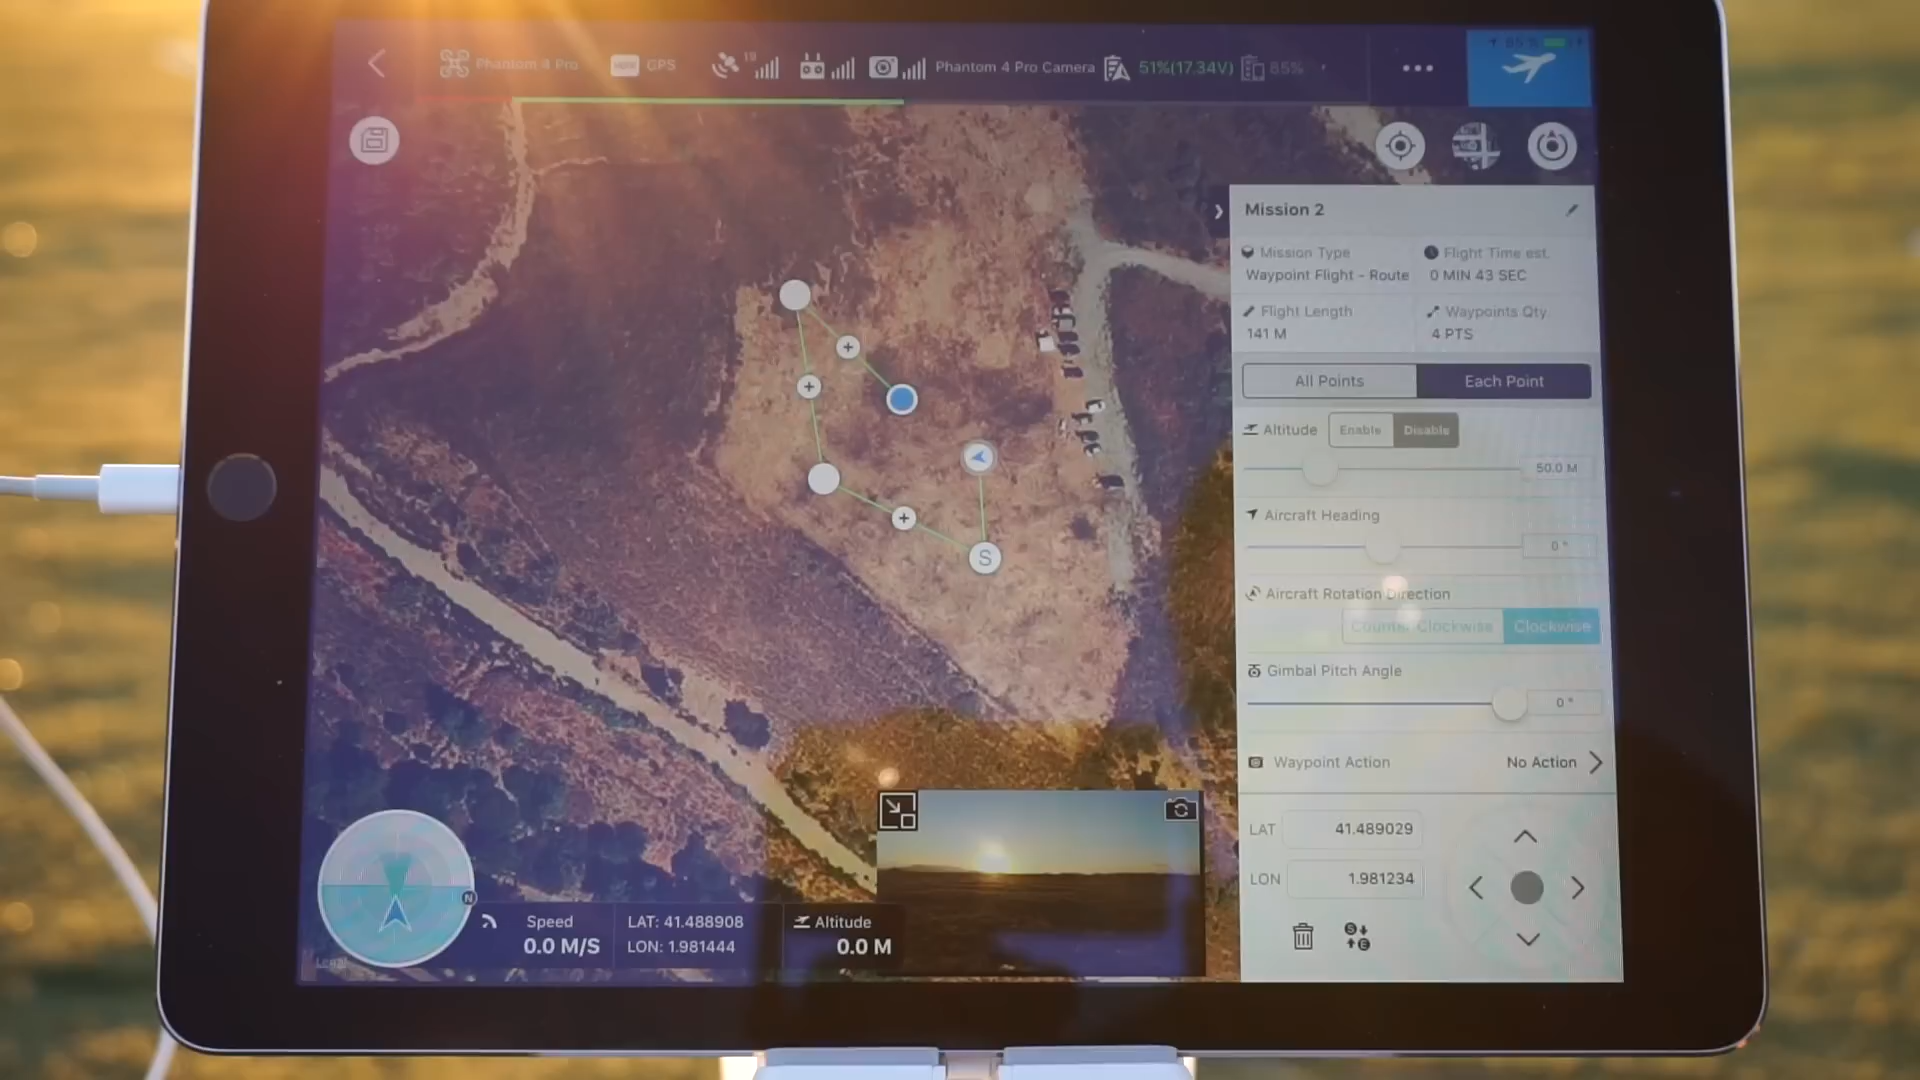 Phantom 4 Pro
GPS
19
Phantom 4 Pro Camera
51%(17.34V)
85%
85 %
Mission 2
Mission Type
Waypoint Flight - Route
Flight Time est.
0 MIN 43 SEC
Flight Length
141 M
Waypoints Qty.
4 PTS
All Points
Each Point
Altitude
Enable
Disable
50.0 M
Aircraft Heading
0 °
Aircraft Rotation Direction
Counter Clockwise
Clockwise
Gimbal Pitch Angle
0 °
Waypoint Action
No Action
LAT
41.489029
LON
1.981234
S
E
S
N
Speed
0.0 M/S
LAT: 41.488908
LON: 1.981444
Altitude
0.0 M
Legal